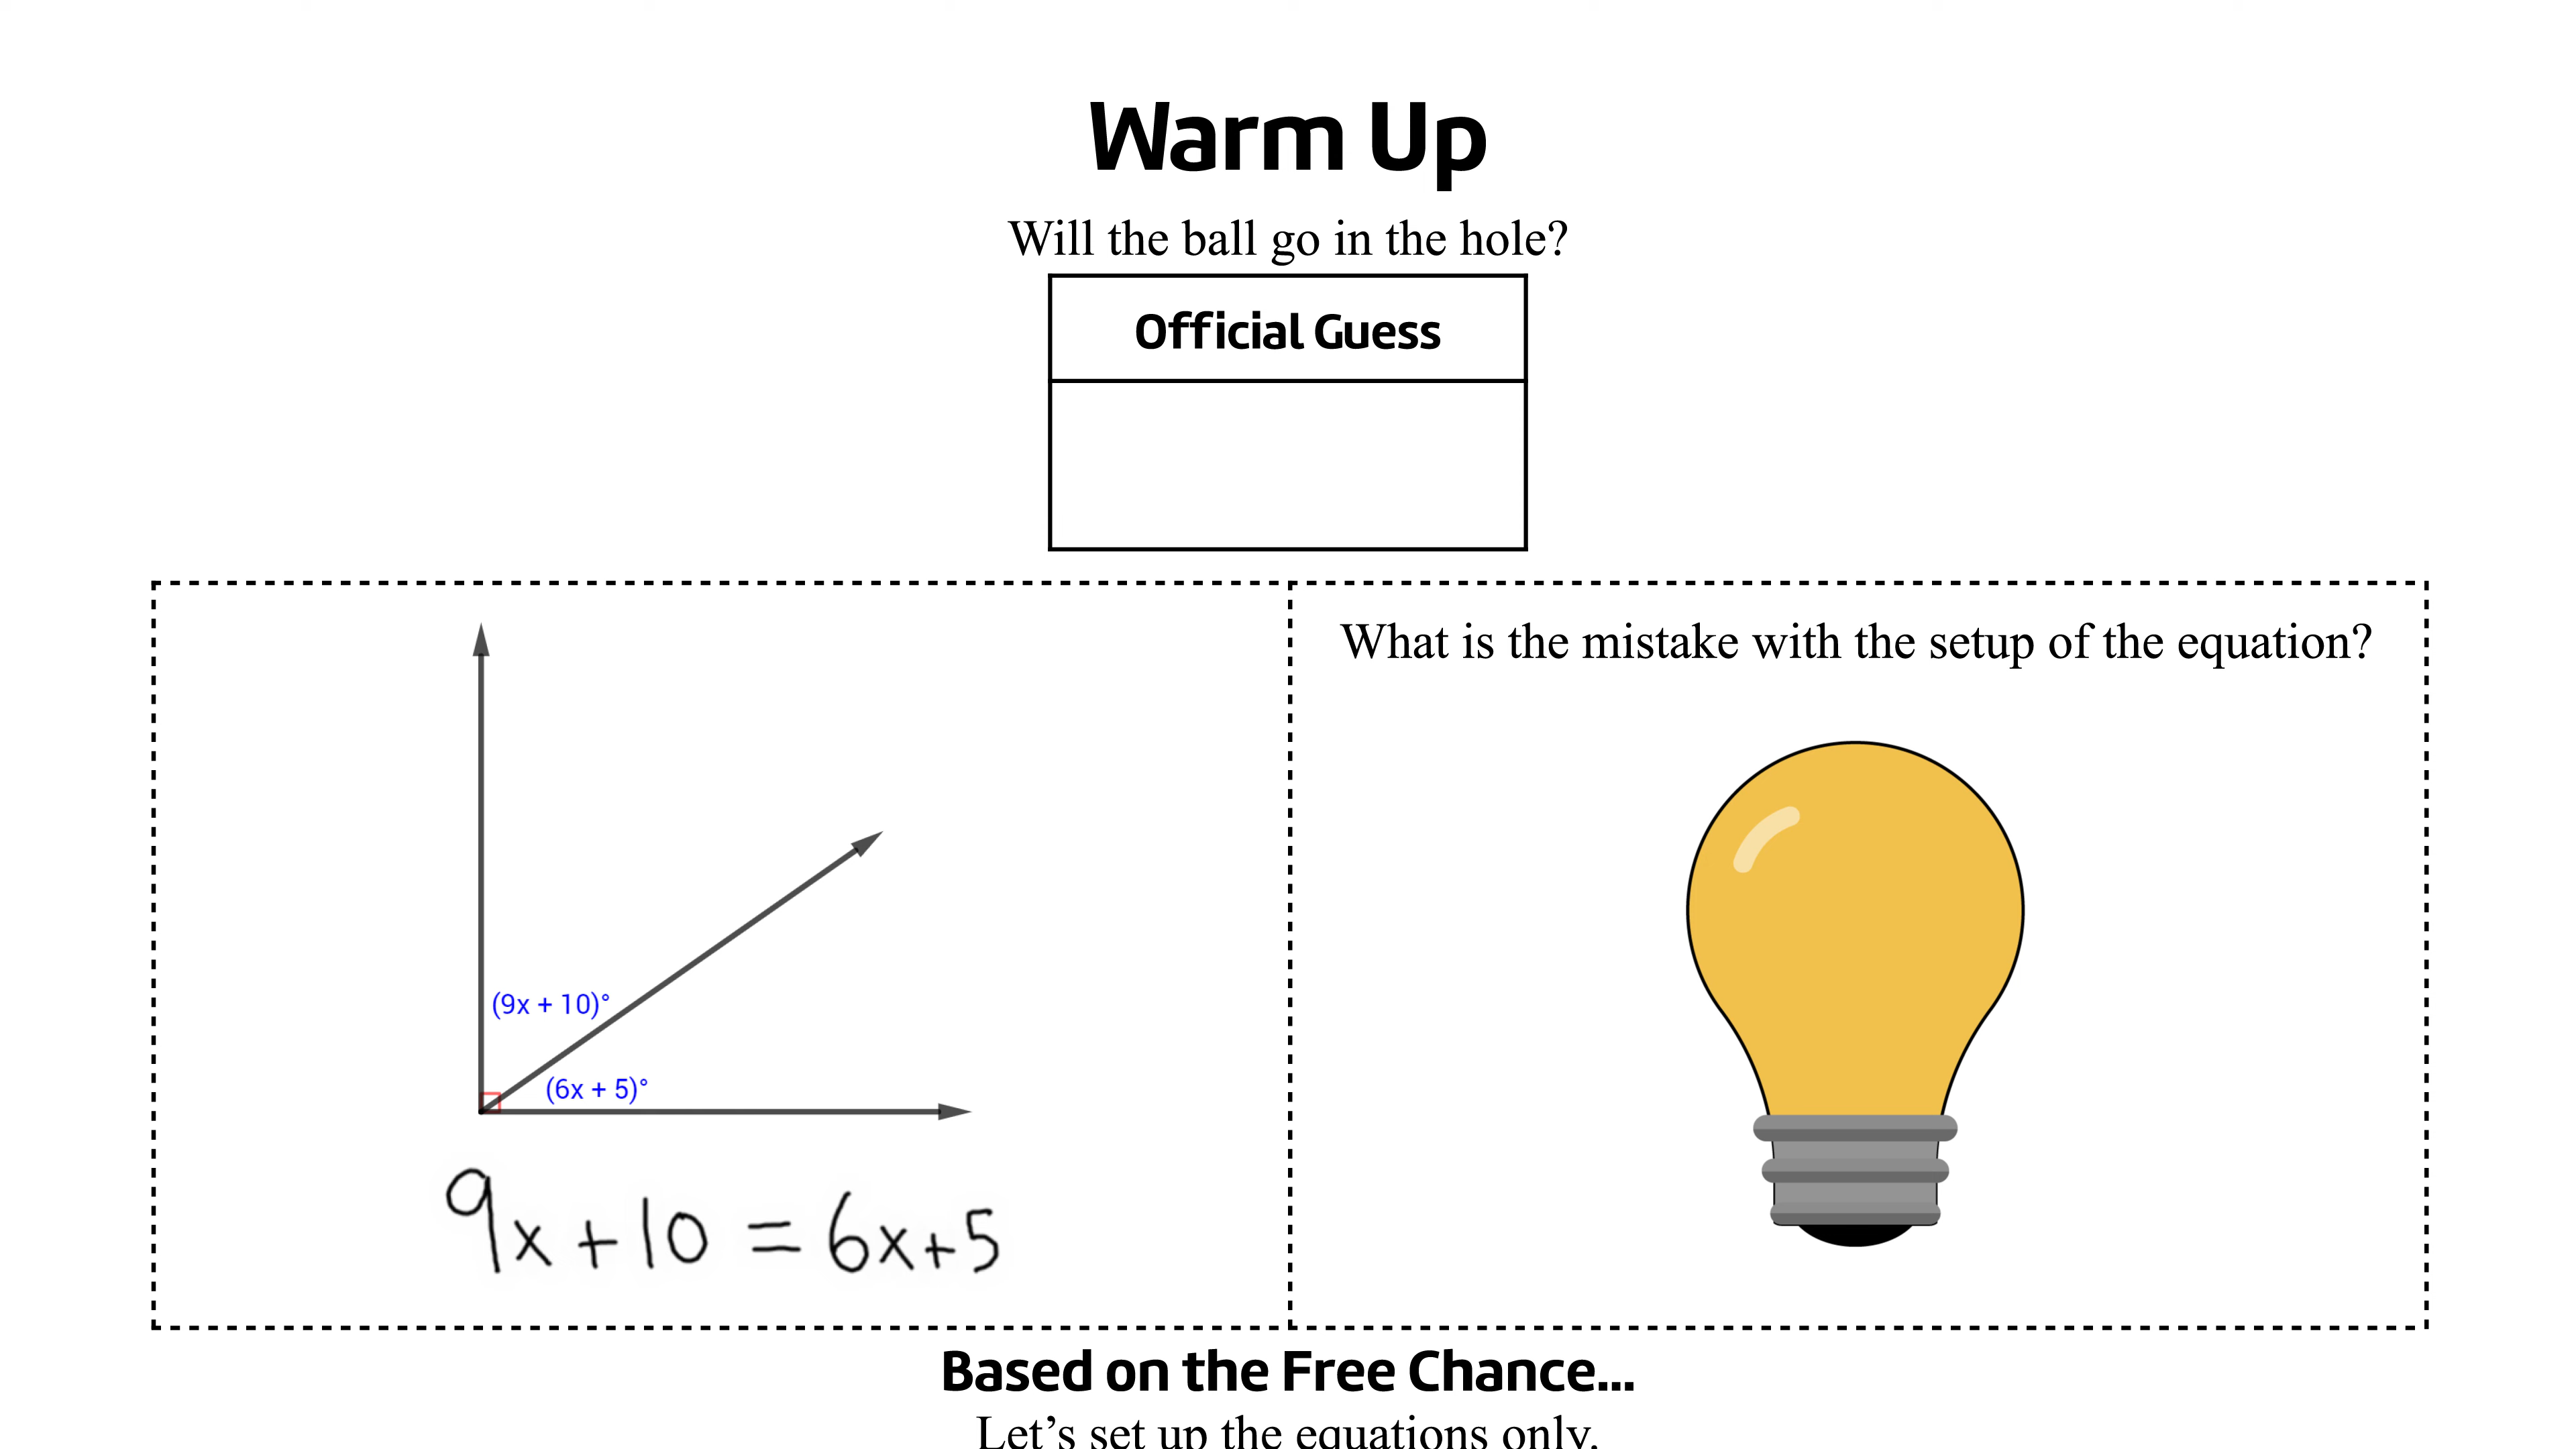 Warm Up
Will the ball go in the hole?
Official Guess
(9x + 10)°
(6x + 5)°
9x + 10 = 6x + 5
What is the mistake with the setup of the equation?
Based on the Free Chance...
Let's set up the equations only.